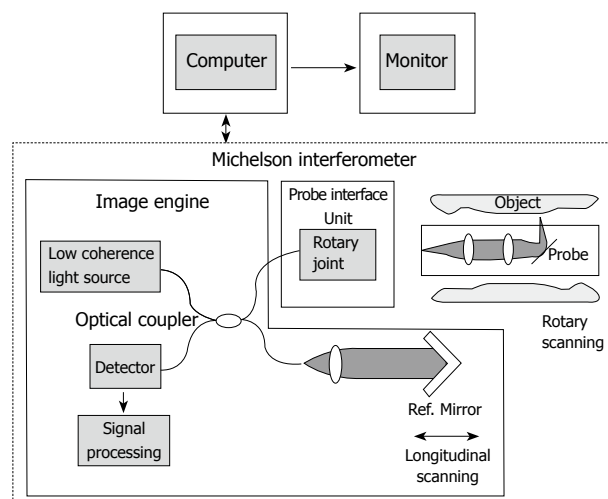 Computer
Monitor
Michelson interferometer
Image engine
Probe interface
Unit
Rotary
joint
Object
Probe
Rotary
scanning
Low coherence
light source
Optical coupler
Detector
Signal
processing
Ref. Mirror
Longitudinal
scanning